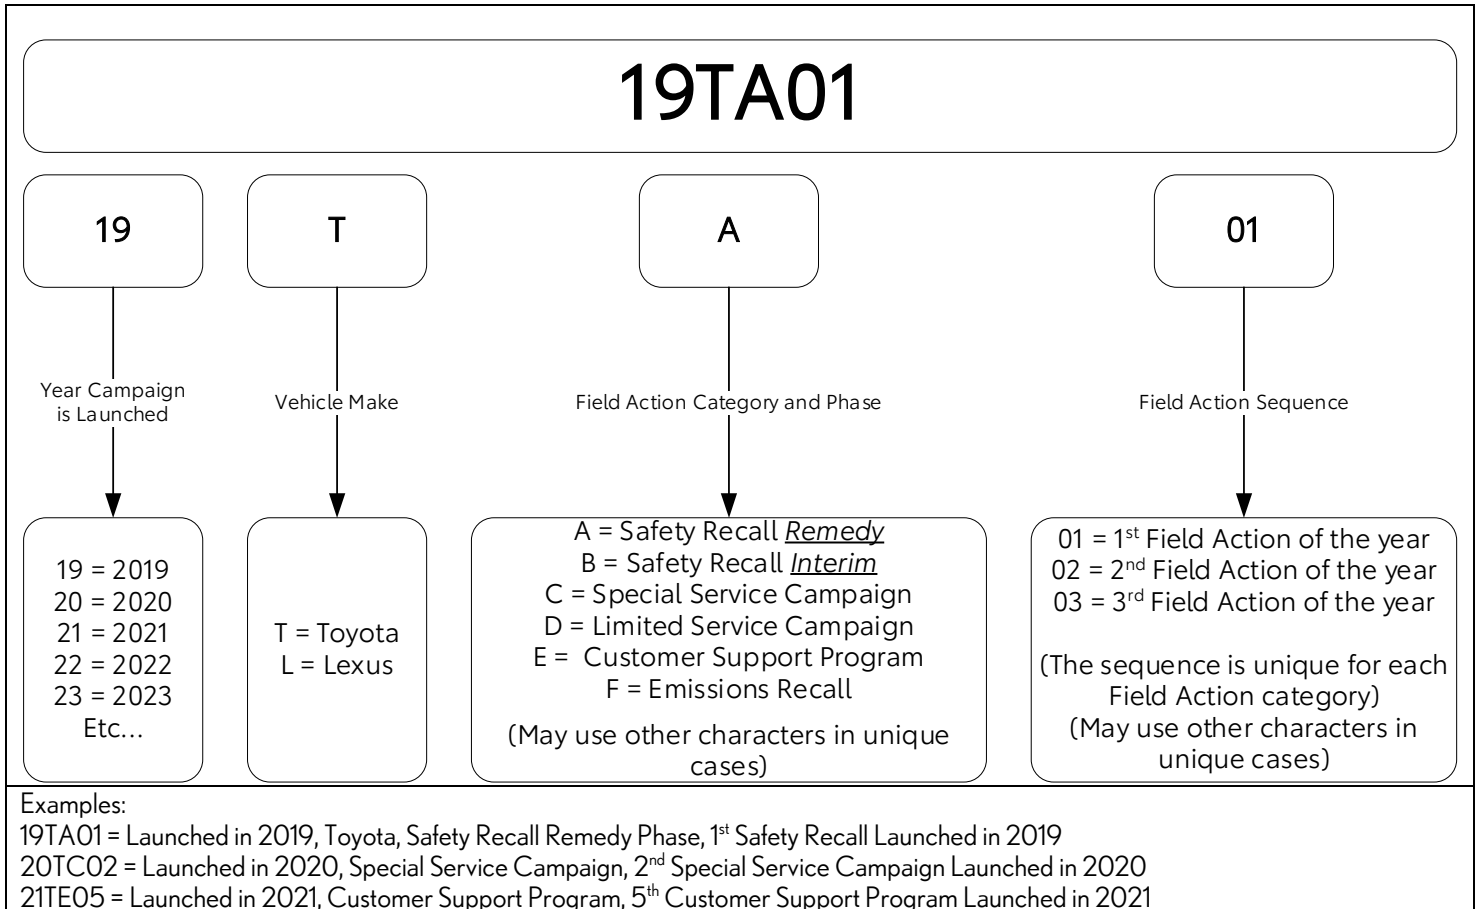 19TA01
19
T
A
01
Year Campaign
is Launched
Vehicle Make
Field Action Category and Phase
Field Action Sequence
19 = 2019
20 = 2020
21 = 2021
22 = 2022
23 = 2023
Etc...
T = Toyota
L = Lexus
A = Safety Recall Remedy
B = Safety Recall Interim
C = Special Service Campaign
D = Limited Service Campaign
E =  Customer Support Program
F = Emissions Recall
(May use other characters in unique
cases)
01 = 1st Field Action of the year
02 = 2nd Field Action of the year
03 = 3rd Field Action of the year
(The sequence is unique for each
Field Action category)
(May use other characters in
unique cases)
Examples:
19TA01 = Launched in 2019, Toyota, Safety Recall Remedy Phase, 1st Safety Recall Launched in 2019
20TC02 = Launched in 2020, Special Service Campaign, 2nd Special Service Campaign Launched in 2020
21TE05 = Launched in 2021, Customer Support Program, 5th Customer Support Program Launched in 2021